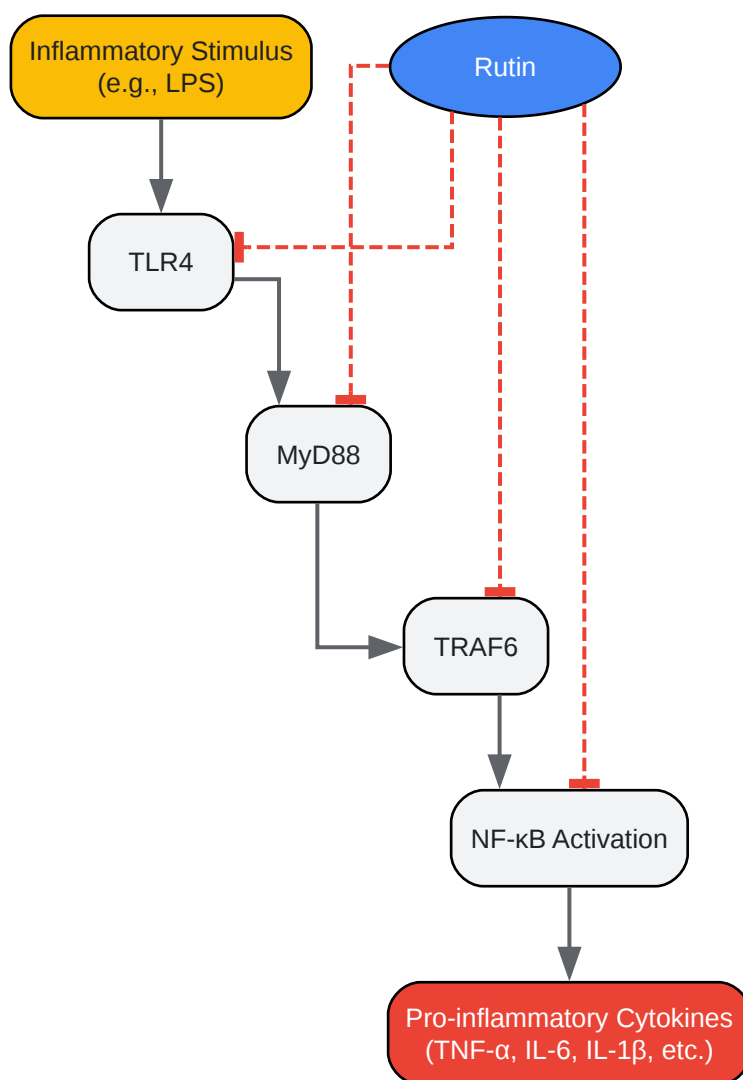 Inflammatory Stimulus
(e.g., LPS)
Rutin
TLR4
MyD88
TRAF6
NF-κB Activation
Pro-inflammatory Cytokines
(TNF-α, IL-6, IL-1β, etc.)